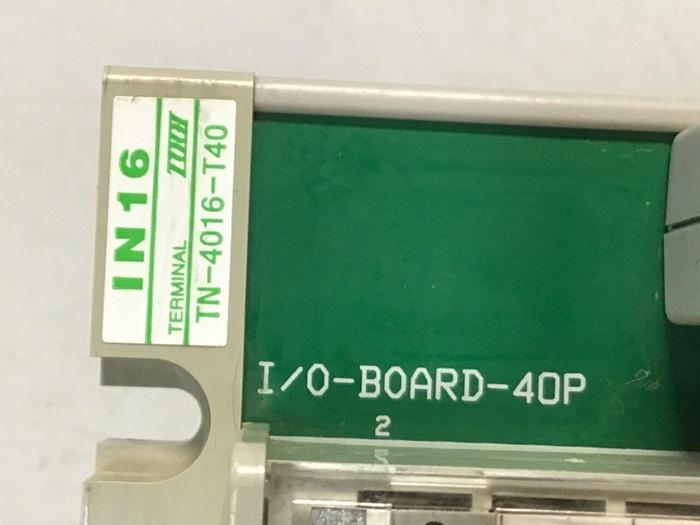 IN16
TOGI
TERMINAL
TN-4016-T40
I/O-BOARD-40P
2